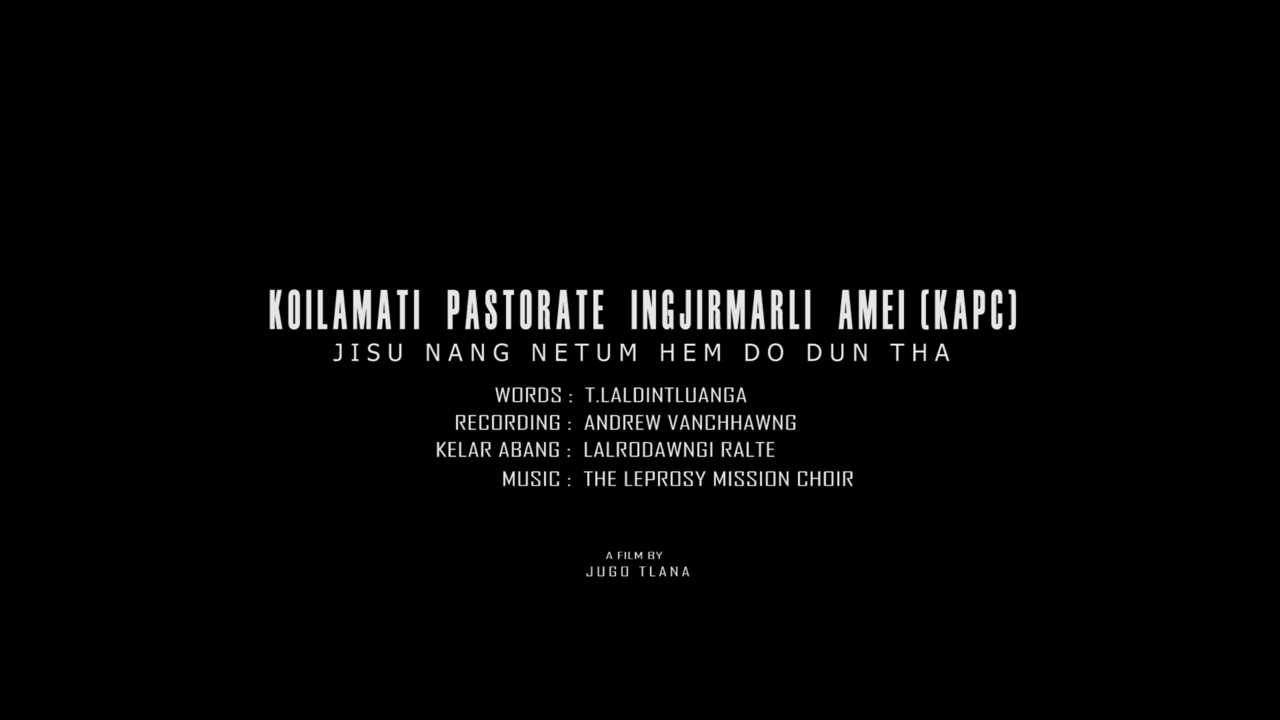 KOILAMATI PASTORATE INGJIRMARLI AMEI (KAPC)
JISU NANG NETUM HEM DO DUN THA
WORDS : T.LALDINTLUANGA
RECORDING : ANDREW VANCHHAWNG
KELAR ABANG : LALRODAWNGI RALTE
MUSIC : THE LEPROSY MISSION CHOIR
A FILM BY
JUGO TLANA